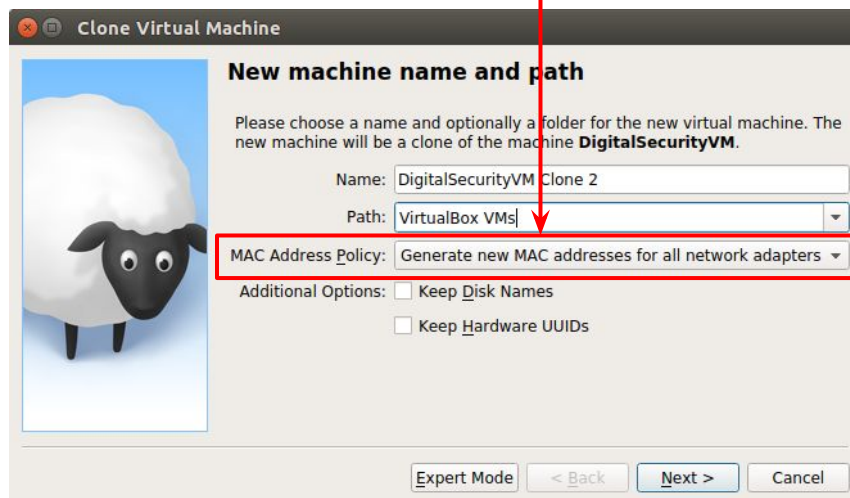 Clone Virtual Machine
New machine name and path
Please choose a name and optionally a folder for the new virtual machine. The
new machine will be a clone of the machine DigitalSecurityVM.
Name: DigitalSecurityVM Clone 2
Path: VirtualBox VMs
MAC Address Policy: Generate new MAC addresses for all network adapters
Additional Options: Keep Disk Names
Keep Hardware UUIDs
Expert Mode < Back Next > Cancel